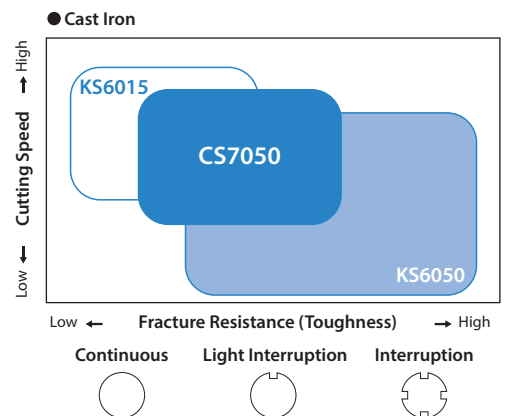 ● Cast Iron
High
Cutting Speed
Low
KS6015
CS7050
KS6050
Low ← Fracture Resistance (Toughness) → High
Continuous Light Interruption Interruption